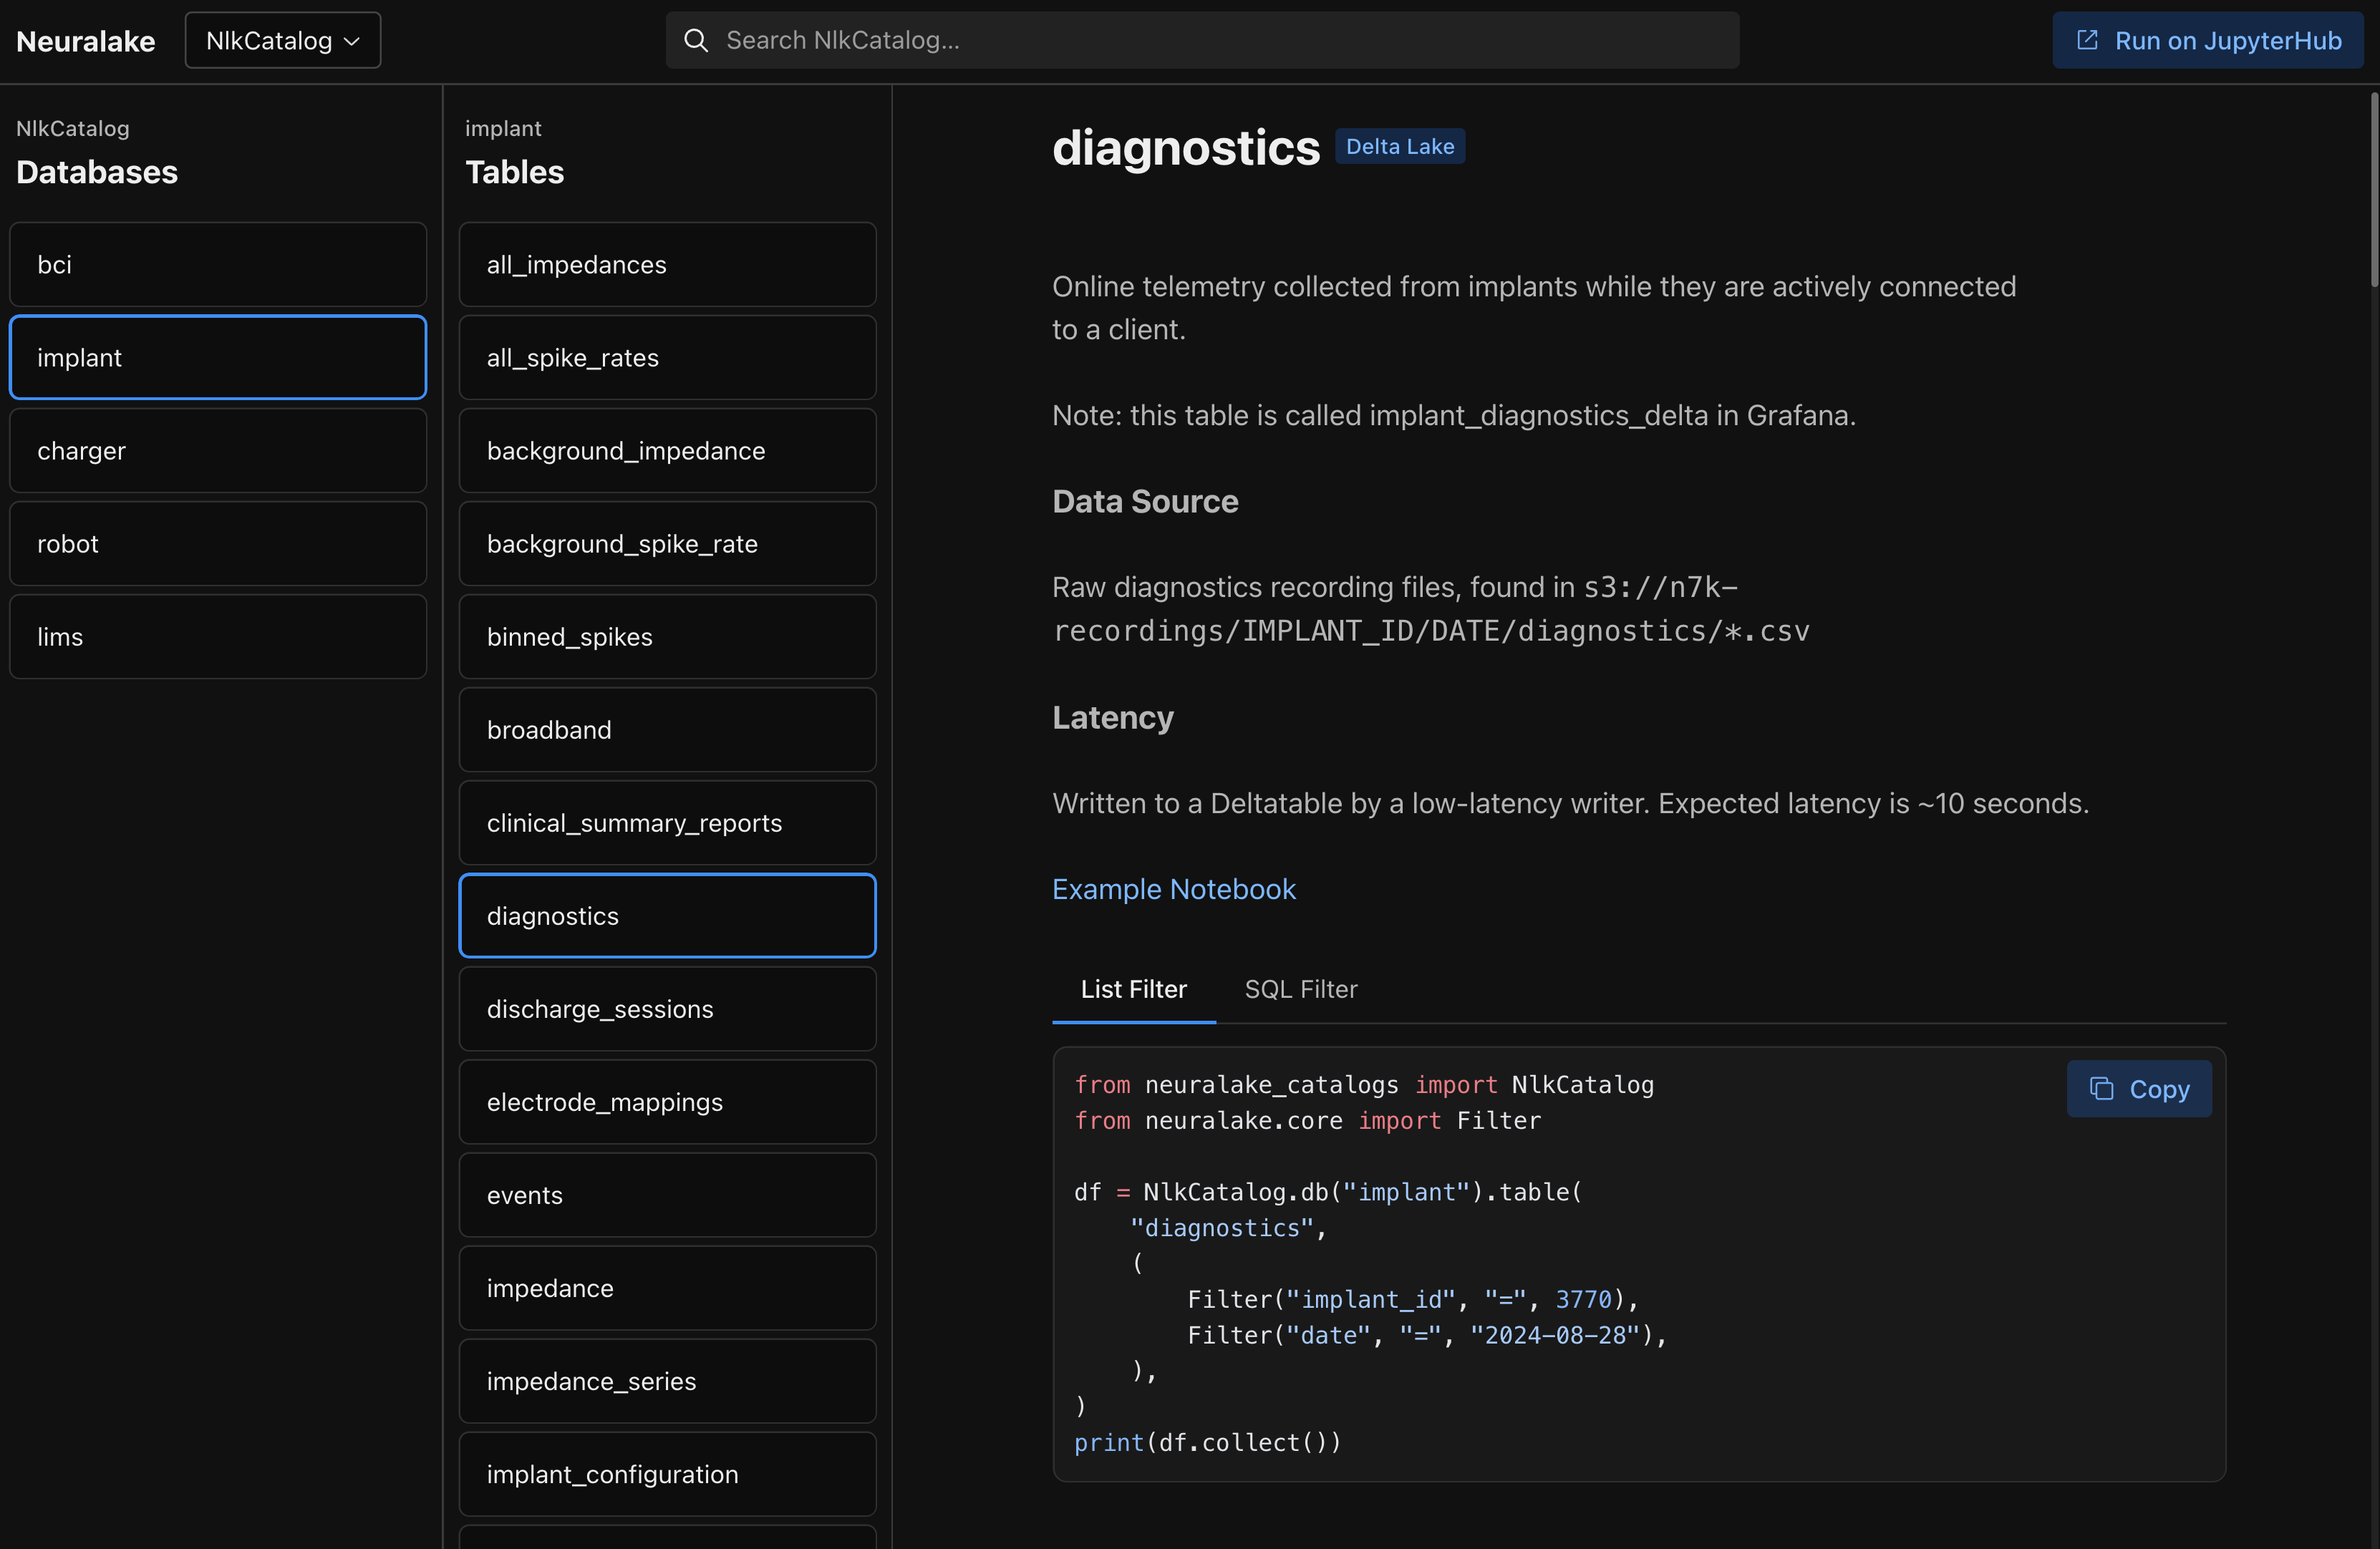 Neuralake
NlkCatalog
Search NlkCatalog...
Run on JupyterHub
NlkCatalog
Databases
bci
implant
charger
robot
lims
implant
Tables
all_impedances
all_spike_rates
background_impedance
background_spike_rate
binned_spikes
broadband
clinical_summary_reports
diagnostics
discharge_sessions
electrode_mappings
events
impedance
impedance_series
implant_configuration
diagnostics
Delta Lake
Online telemetry collected from implants while they are actively connected
to a client.
Note: this table is called implant_diagnostics_delta in Grafana.
Data Source
Raw diagnostics recording files, found in s3://n7k-
recordings/IMPLANT_ID/DATE/diagnostics/*.csv
Latency
Written to a Deltatable by a low-latency writer. Expected latency is ~10 seconds.
Example Notebook
List Filter
SQL Filter
Copy
from neuralake_catalogs import NlkCatalog
from neuralake.core import Filter
df = NlkCatalog.db("implant").table(
    "diagnostics",
    (
        Filter("implant_id", "=", 3770),
        Filter("date", "=", "2024-08-28"),
    ),
)
print(df.collect())